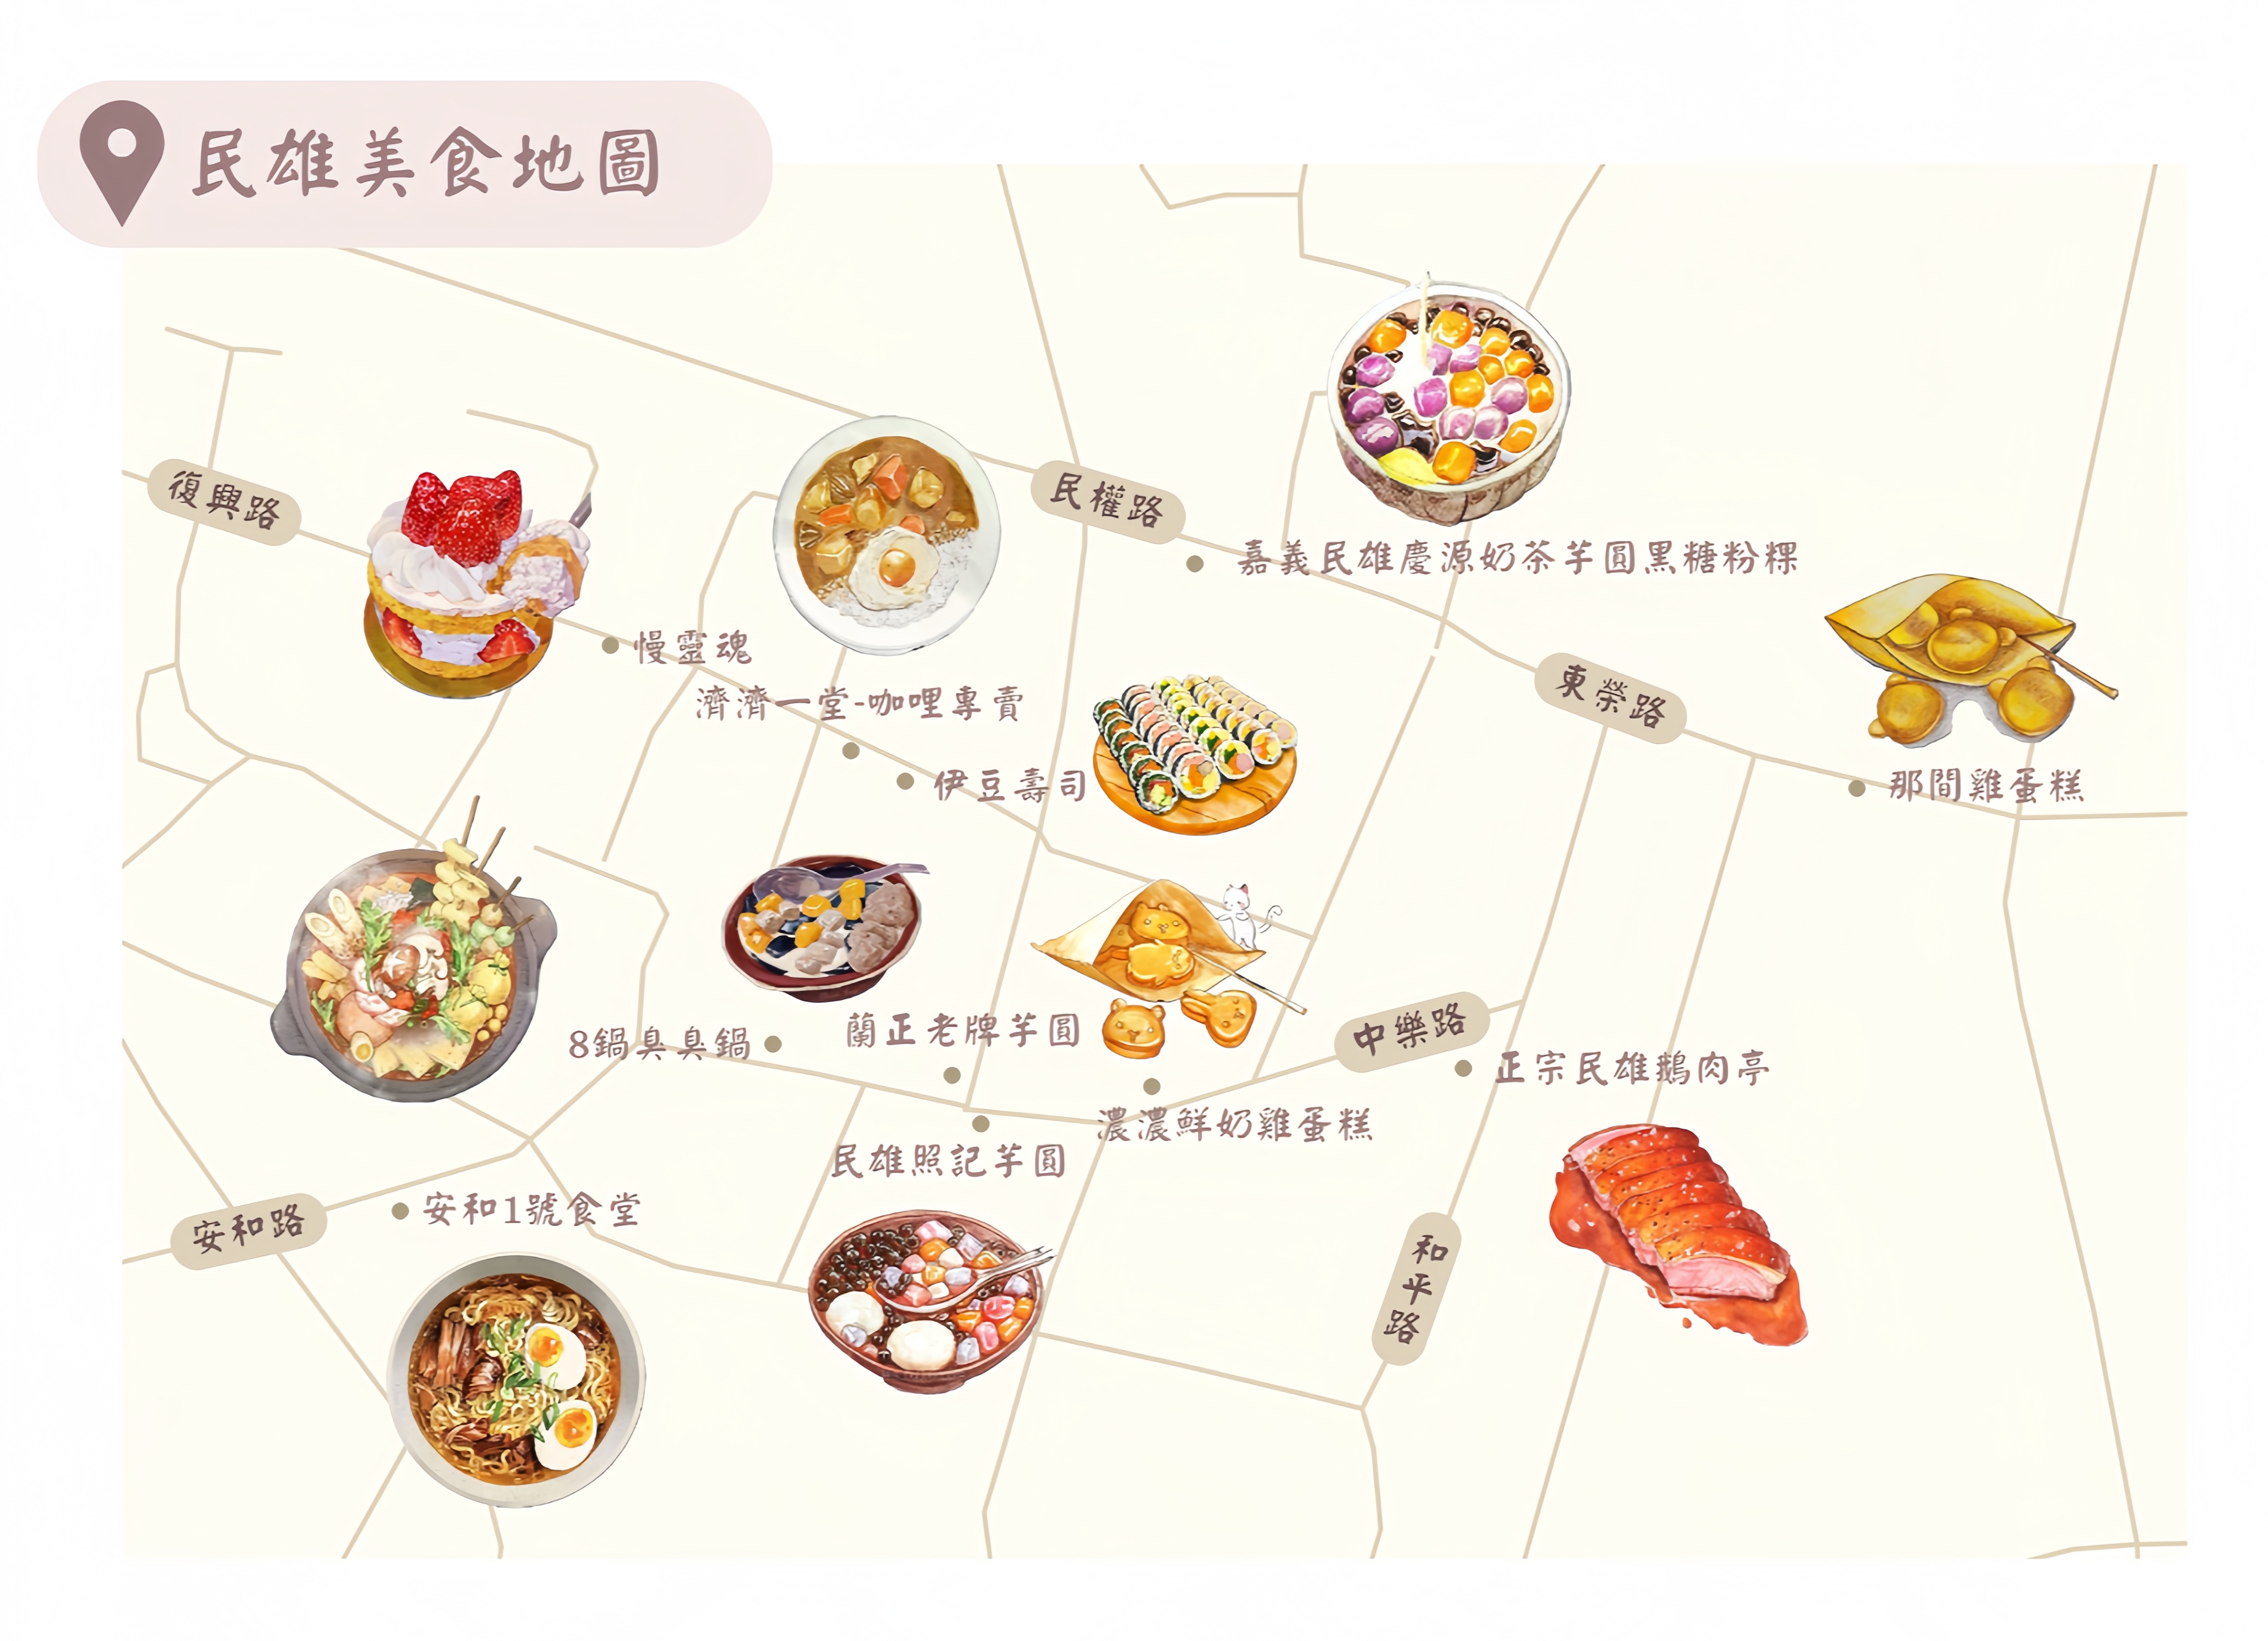 民雄美食地圖
復興路
民權路
嘉義民雄慶源奶茶芋圓黑糖粉粿
慢靈魂
濟濟一堂-咖哩專賣
東榮路
伊豆壽司
那間雞蛋糕
8鍋臭臭鍋
蘭正老牌芋圓
中樂路
正宗民雄鵝肉亭
濃濃鮮奶雞蛋糕
民雄照記芋圓
安和路
安和1號食堂
和平路